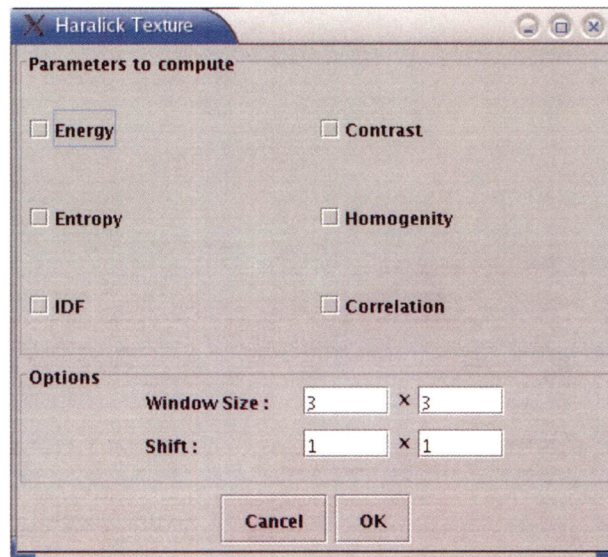 Haralick Texture
Parameters to compute
Energy Contrast
Entropy Homogenity
IDF Correlation
Options
Window Size : 3 x 3
Shift : 1 x 1
Cancel OK